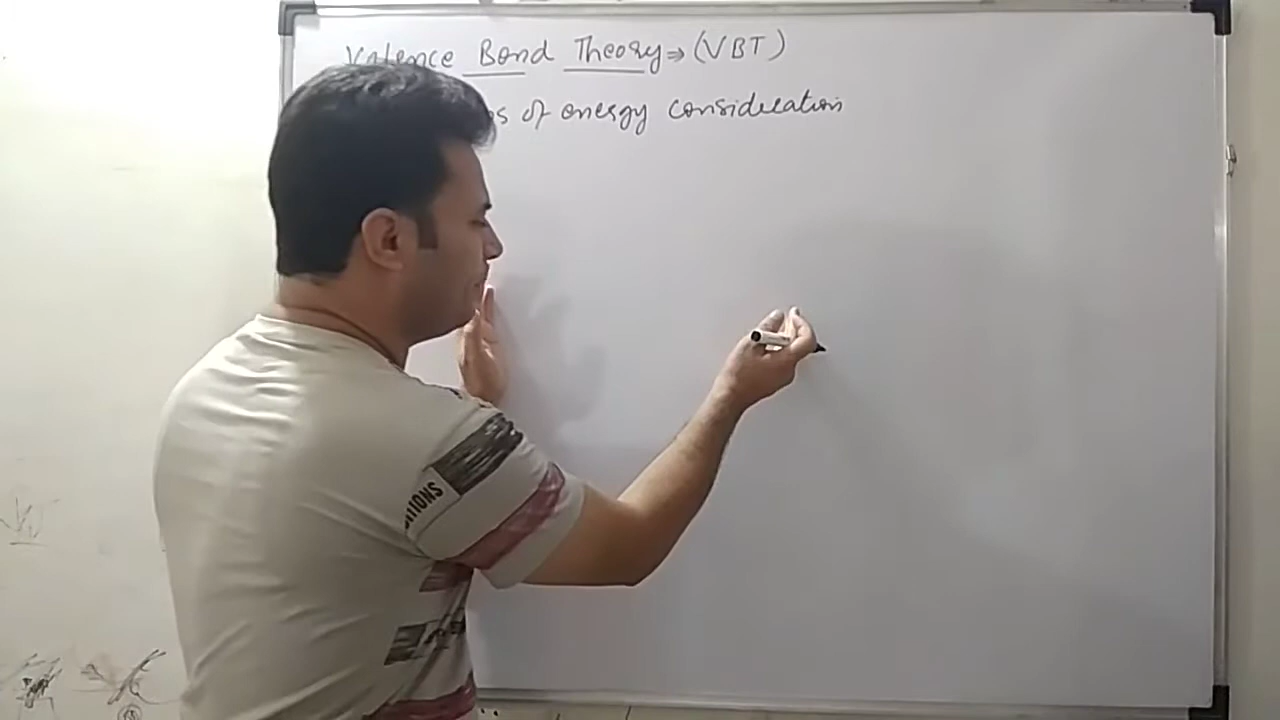 Valence Bond Theory ⇒ (VBT)
of energy consideration